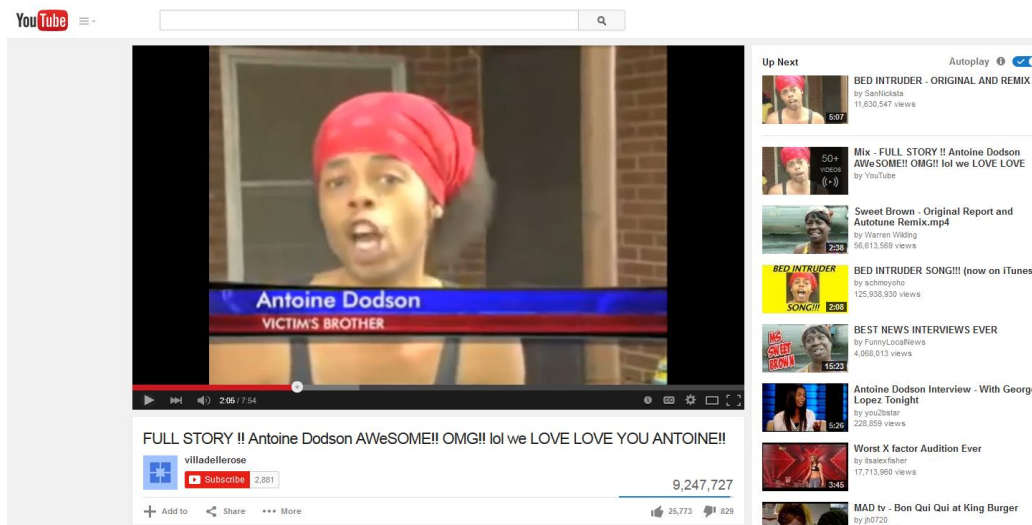 YouTube
Antoine Dodson
VICTIM'S BROTHER
2:05 / 7:54
CC
FULL STORY !! Antoine Dodson AWeSOME!! OMG!! lol we LOVE LOVE YOU ANTOINE!!
villadellerose
Subscribe 2,881
9,247,727
Add to Share More
25,773 829
Up Next Autoplay
BED INTRUDER - ORIGINAL AND REMIX
by SanNicksta
11,630,547 views
5:07
Mix - FULL STORY !! Antoine Dodson
AWeSOME!! OMG!! lol we LOVE LOVE
by YouTube
50+
VIDEOS
Sweet Brown - Original Report and
Autotune Remix.mp4
by Warren Wilding
56,613,569 views
2:38
BED INTRUDER
SONG!!!
2:08
BED INTRUDER SONG!!! (now on iTunes
by schmoyoho
125,938,930 views
MS.
SWEET
BROWN
15:23
BEST NEWS INTERVIEWS EVER
by FunnyLocalNews
4,068,013 views
Antoine Dodson Interview - With George
Lopez Tonight
by you2bstar
228,859 views
5:26
Worst X factor Audition Ever
by itsalexfisher
17,713,960 views
3:45
MAD tv - Bon Qui Qui at King Burger
by jh0720